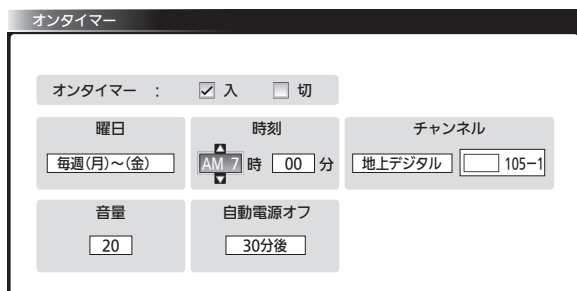 オンタイマー
オンタイマー : 入 切
曜日 時刻 チャンネル
毎週(月)~(金) AM 7 時 00 分 地上デジタル 105-1
音量 自動電源オフ
20 30分後